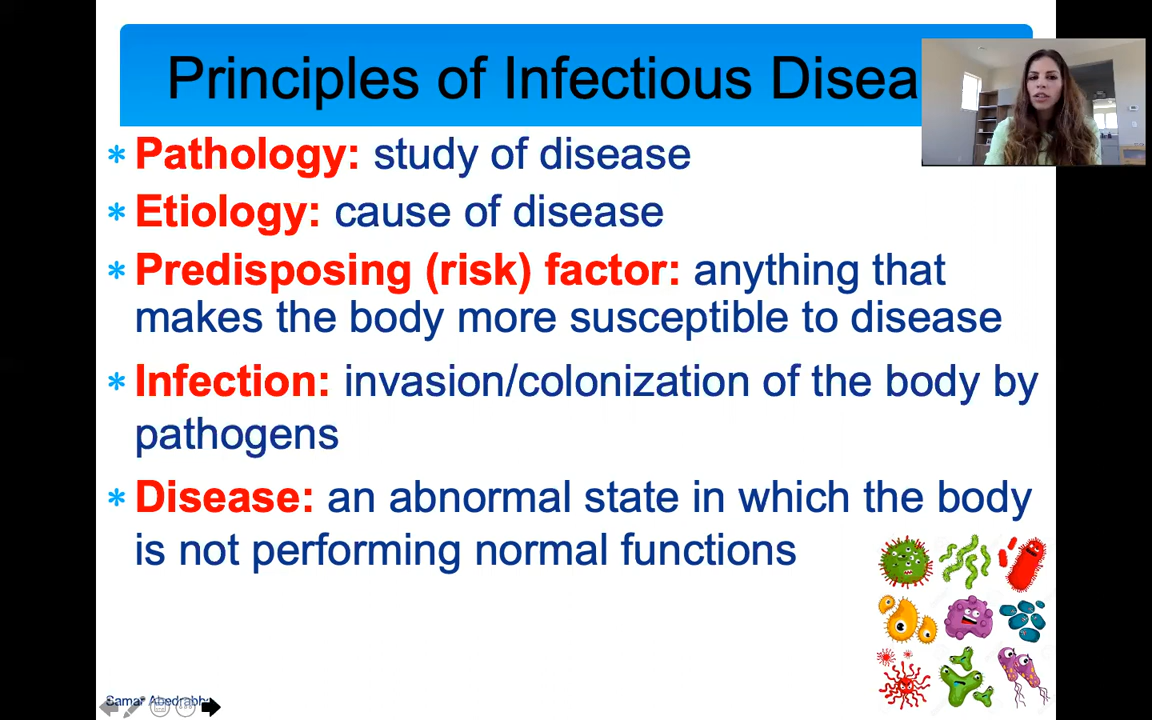 Principles of Infectious Disea
* Pathology: study of disease
* Etiology: cause of disease
* Predisposing (risk) factor: anything that
makes the body more susceptible to disease
* Infection: invasion/colonization of the body by
pathogens
* Disease: an abnormal state in which the body
is not performing normal functions
Samar